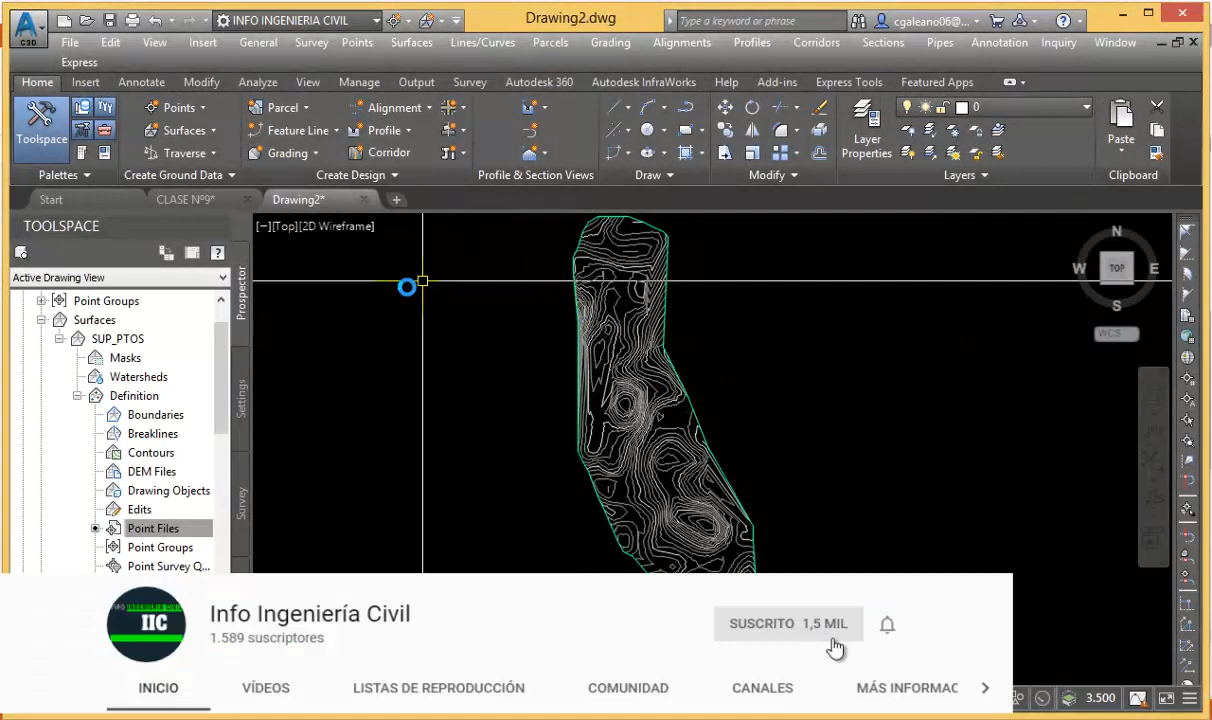 INFO INGENIERÍA CIVIL
Drawing2.dwg
Type a keyword or phrase
cgaleano06@...
C3D
File Edit View Insert General Survey Points Surfaces Lines/Curves Parcels Grading Alignments Profiles Corridors Sections Pipes Annotation Inquiry Window
Express
Home Insert Annotate Modify Analyze View Manage Output Survey Autodesk 360 Autodesk InfraWorks Help Add-ins Express Tools Featured Apps
Points Parcel Alignment 0
Toolspace Surfaces Feature Line Profile Layer Properties Paste
Traverse Grading Corridor
Palettes Create Ground Data Create Design Profile & Section Views Draw Modify Layers Clipboard
Start CLASE Nº9* Drawing2*
TOOLSPACE
[−][Top][2D Wireframe]
N
W TOP E
S
WCS
Active Drawing View
Prospector
Settings
Survey
Point Groups
Surfaces
SUP_PTOS
Masks
Watersheds
Definition
Boundaries
Breaklines
Contours
DEM Files
Drawing Objects
Edits
Point Files
Point Groups
Point Survey Q...
INFO INGENIERIA CIVIL
IIC
Info Ingeniería Civil
1.589 suscriptores
SUSCRITO 1,5 MIL
INICIO VÍDEOS LISTAS DE REPRODUCCIÓN COMUNIDAD CANALES MÁS INFORMAC
3.500